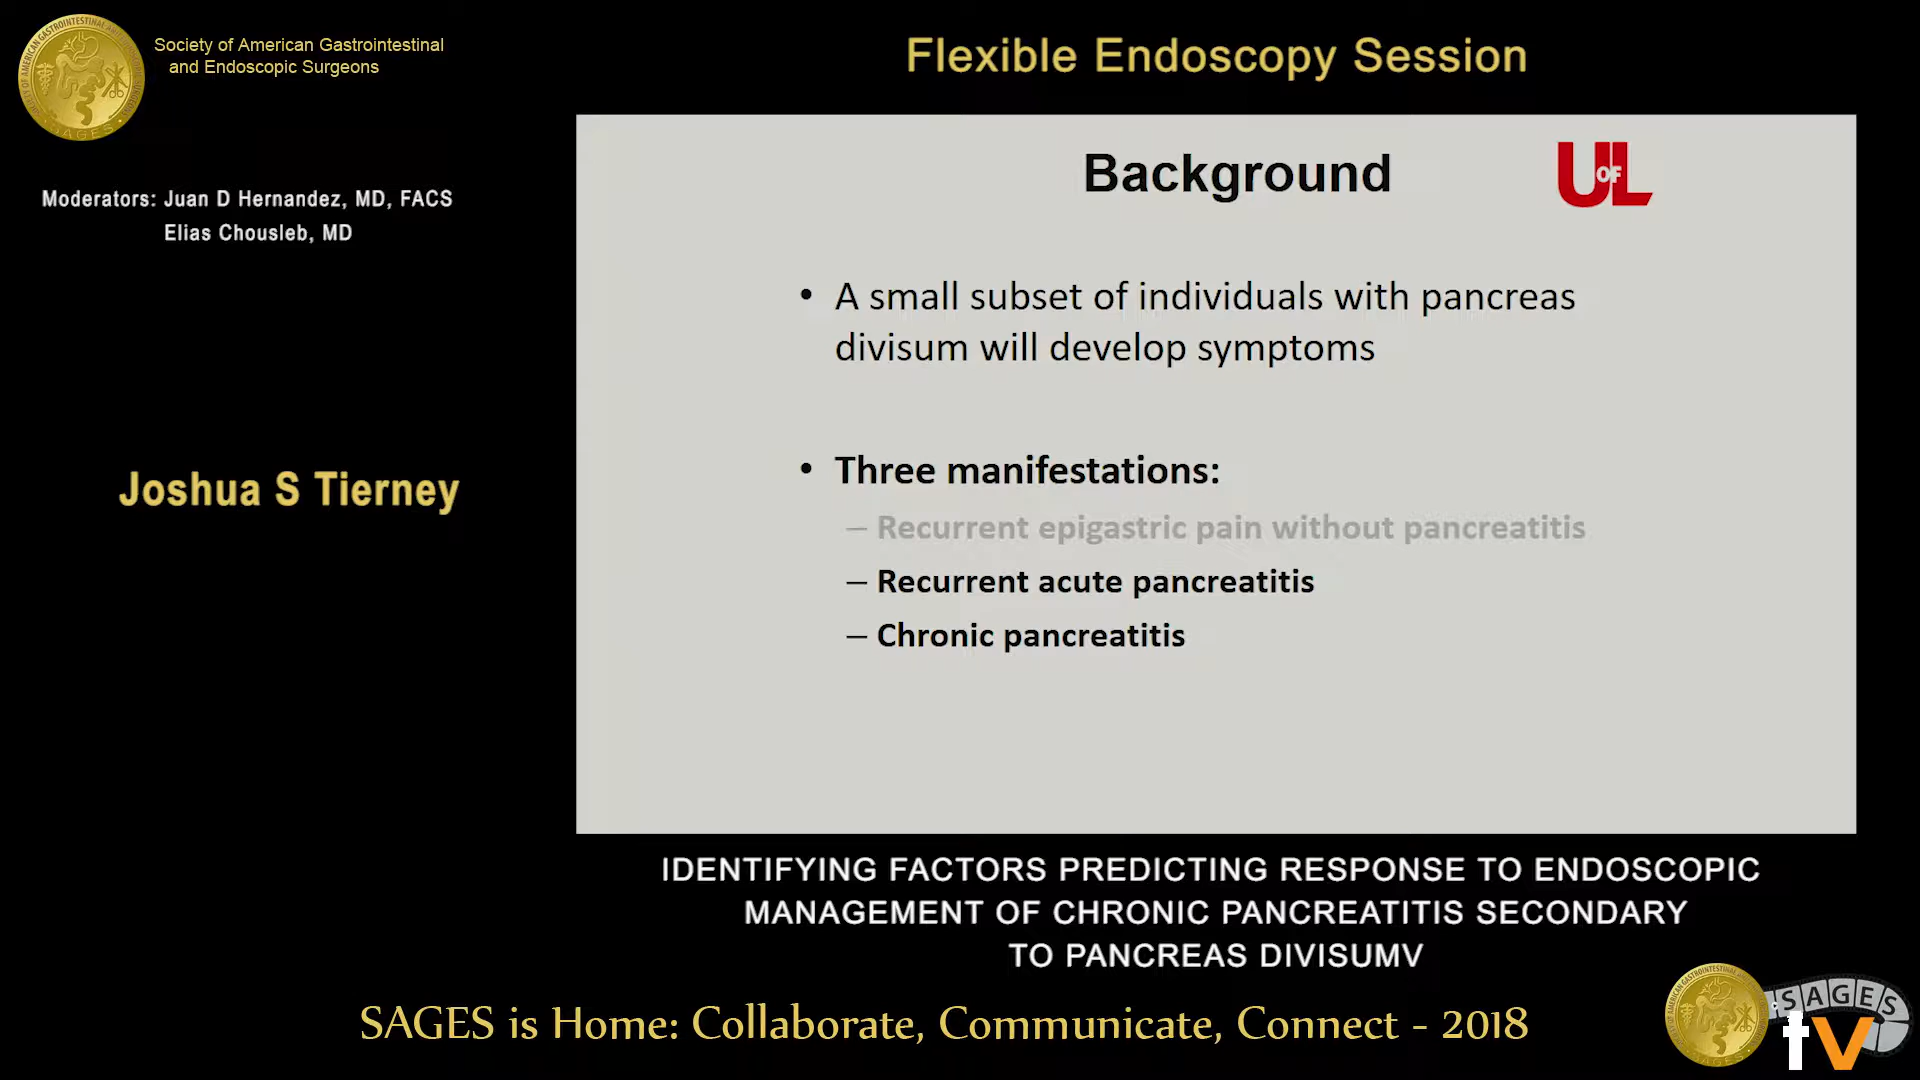 Society of American Gastrointestinal
and Endoscopic Surgeons
Flexible Endoscopy Session
Moderators: Juan D Hernandez, MD, FACS
Elias Chousleb, MD
Joshua S Tierney
Background
U OF L
• A small subset of individuals with pancreas
divisum will develop symptoms
• Three manifestations:
– Recurrent epigastric pain without pancreatitis
– Recurrent acute pancreatitis
– Chronic pancreatitis
IDENTIFYING FACTORS PREDICTING RESPONSE TO ENDOSCOPIC
MANAGEMENT OF CHRONIC PANCREATITIS SECONDARY
TO PANCREAS DIVISUMV
SAGES is Home: Collaborate, Communicate, Connect - 2018
SAGES
tv